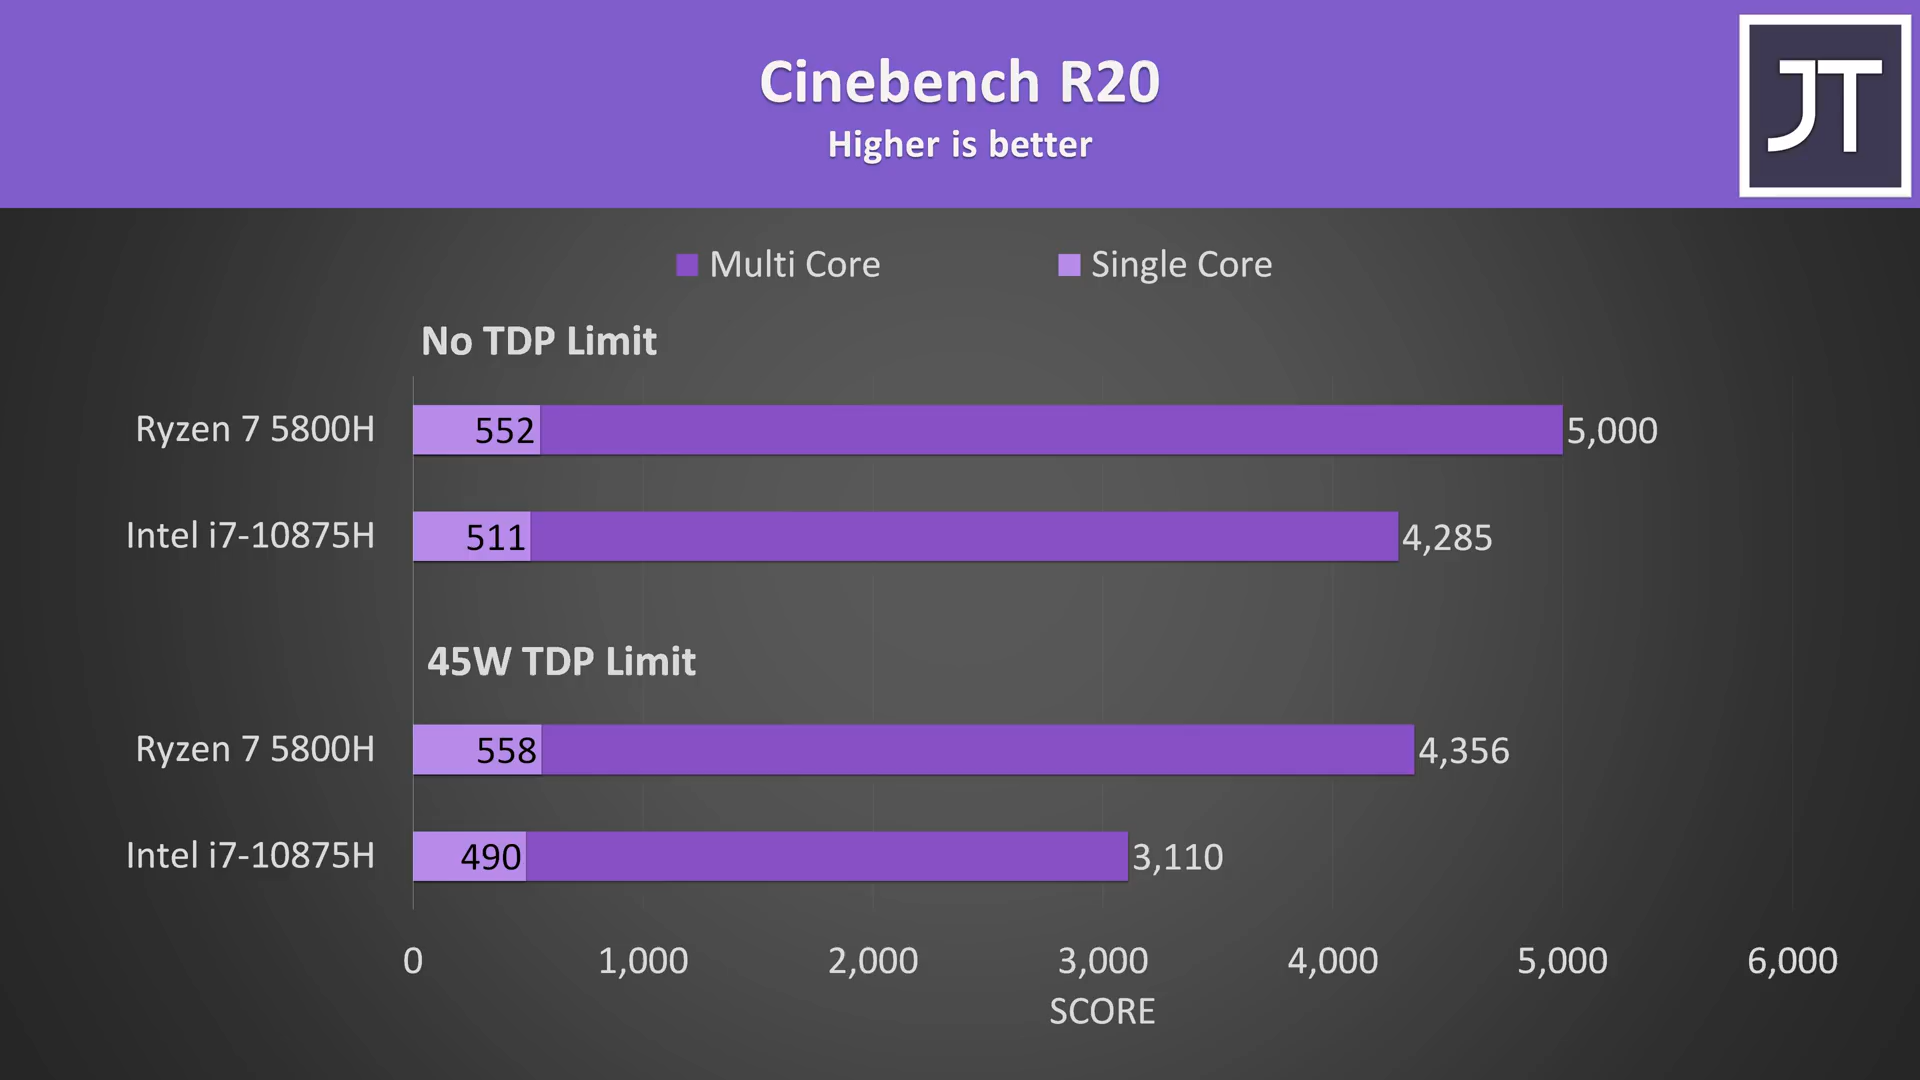 Cinebench R20
Higher is better
JT
Multi Core
Single Core
No TDP Limit
Ryzen 7 5800H
552
5,000
Intel i7-10875H
511
4,285
45W TDP Limit
Ryzen 7 5800H
558
4,356
Intel i7-10875H
490
3,110
0 1,000 2,000 3,000 4,000 5,000 6,000
SCORE